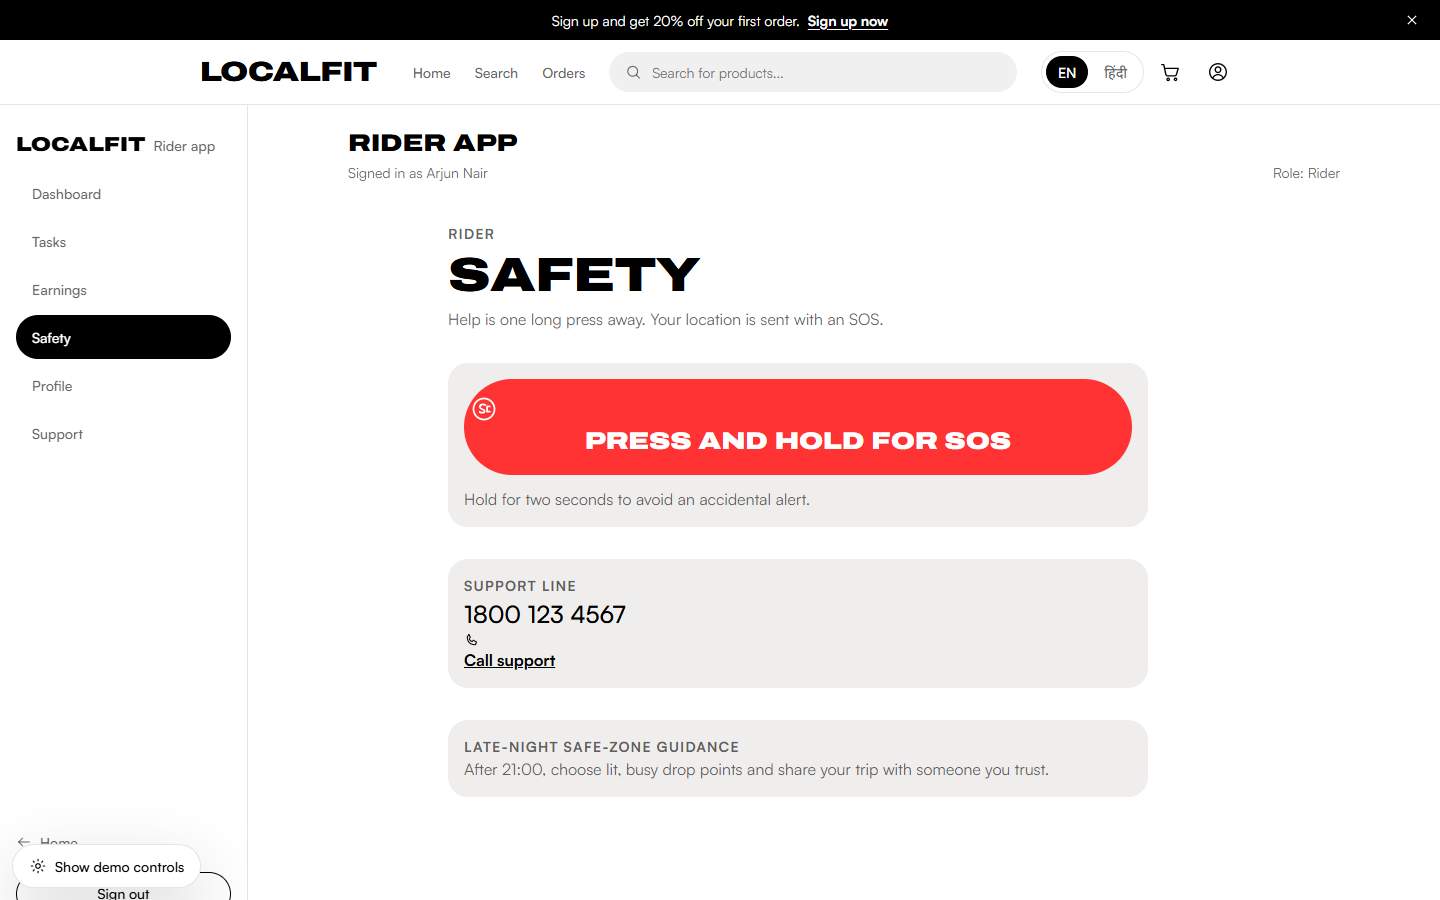 Sign up and get 20% off your first order. Sign up now
LOCALFIT
Home
Search
Orders
Search for products...
EN
हिंदी
LOCALFIT Rider app
Dashboard
Tasks
Earnings
Safety
Profile
Support
Home
Show demo controls
Sign out
RIDER APP
Signed in as Arjun Nair
Role: Rider
RIDER
SAFETY
Help is one long press away. Your location is sent with an SOS.
PRESS AND HOLD FOR SOS
Hold for two seconds to avoid an accidental alert.
SUPPORT LINE
1800 123 4567
Call support
LATE-NIGHT SAFE-ZONE GUIDANCE
After 21:00, choose lit, busy drop points and share your trip with someone you trust.